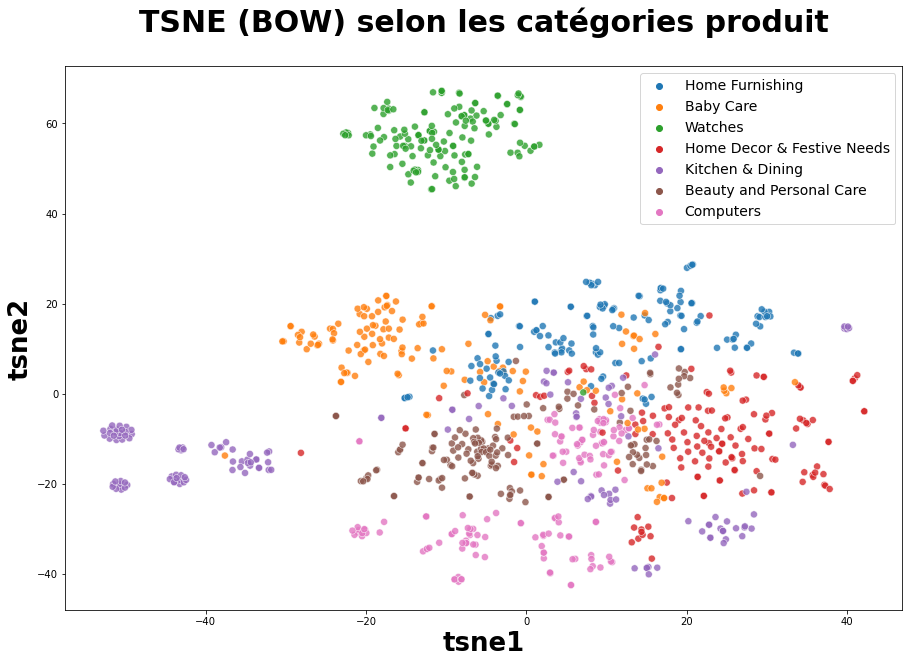 TSNE (BOW) selon les catégories produit
Home Furnishing
Baby Care
Watches
Home Decor & Festive Needs
Kitchen & Dining
Beauty and Personal Care
Computers
tsne2
60
40
20
0
−20
−40
−40
−20
0
20
40
tsne1